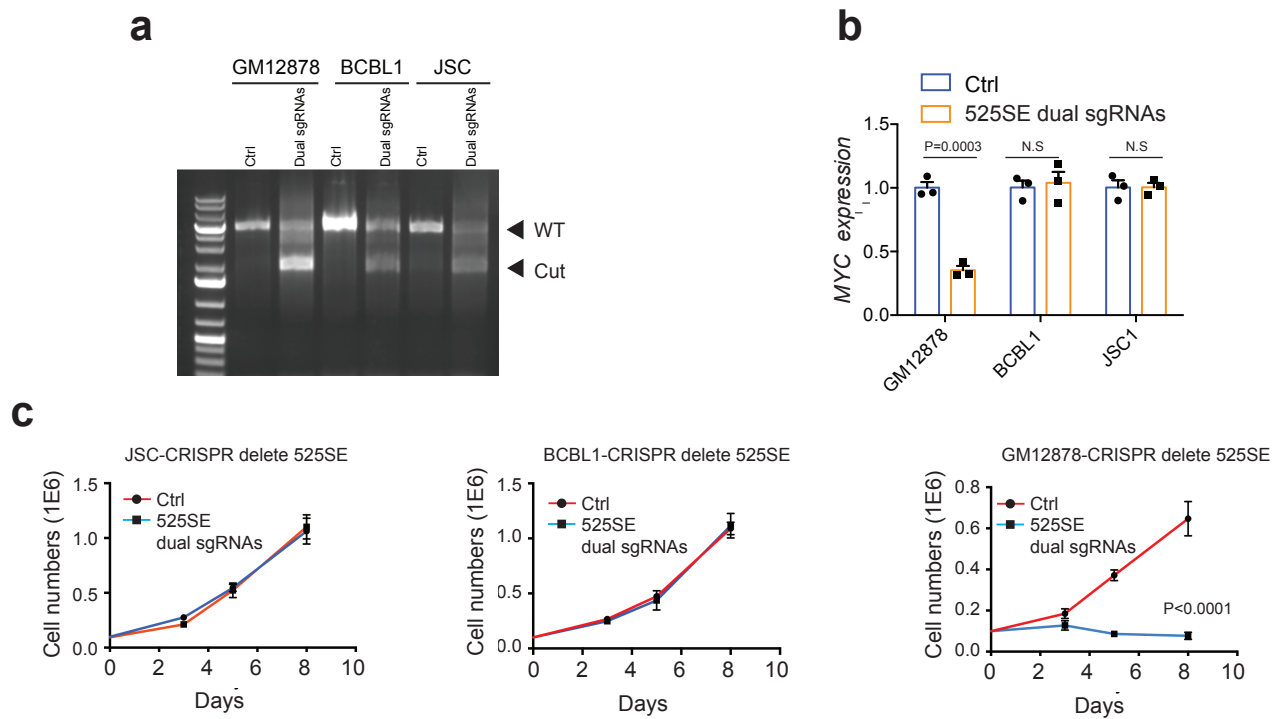 a
GM12878 BCBL1 JSC
Ctrl Dual sgRNAs Ctrl Dual sgRNAs Ctrl Dual sgRNAs
WT
Cut
b
Ctrl
525SE dual sgRNAs
MYC expression
1.5
1.0
0.5
0.0
P=0.0003 N.S N.S
GM12878 BCBL1 JSC1
c
JSC-CRISPR delete 525SE
Cell numbers (1E6)
1.5
1.0
0.5
0.0
Ctrl
525SE
dual sgRNAs
0 2 4 6 8 10
Days
BCBL1-CRISPR delete 525SE
Cell numbers (1E6)
1.5
1.0
0.5
0.0
Ctrl
525SE
dual sgRNAs
0 2 4 6 8 10
Days
GM12878-CRISPR delete 525SE
Cell numbers (1E6)
0.8
0.6
0.4
0.2
0.0
Ctrl
525SE
dual sgRNAs
P<0.0001
0 2 4 6 8 10
Days